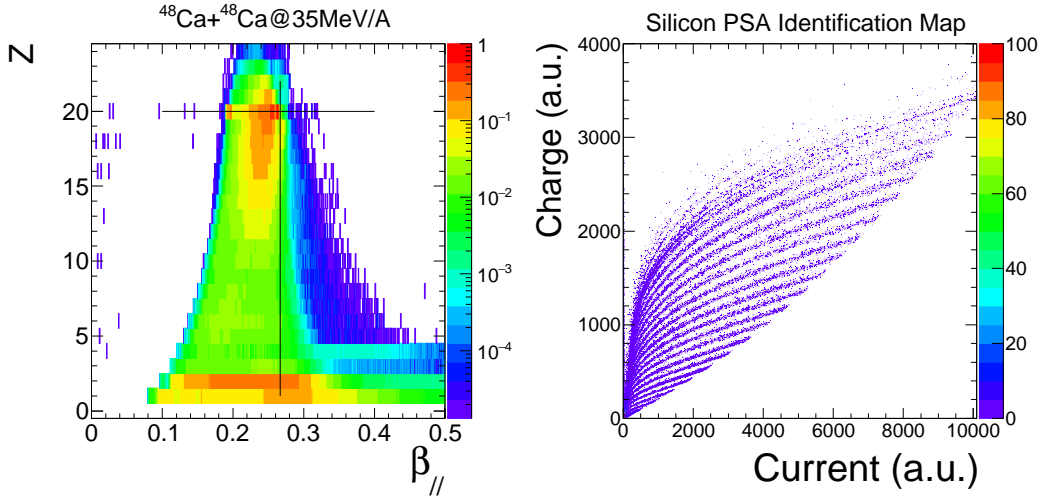 ⁴⁸Ca+⁴⁸Ca@35MeV/A
Z
20
15
10
5
0
0 0.1 0.2 0.3 0.4 0.5
β//
1
10⁻¹
10⁻²
10⁻³
10⁻⁴
Silicon PSA Identification Map
Charge (a.u.)
4000
3000
2000
1000
0
0 2000 4000 6000 8000 10000
Current (a.u.)
100
80
60
40
20
0